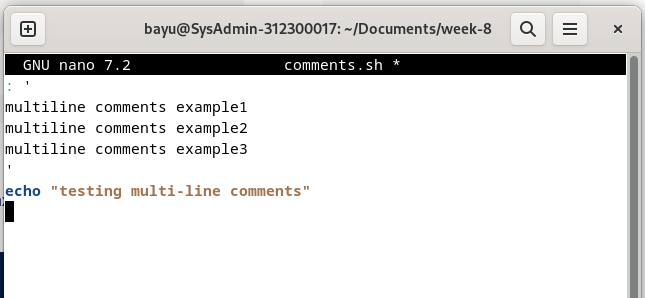 bayu@SysAdmin-312300017: ~/Documents/week-8
GNU nano 7.2 comments.sh *
: '
multiline comments example1
multiline comments example2
multiline comments example3
'
echo "testing multi-line comments"